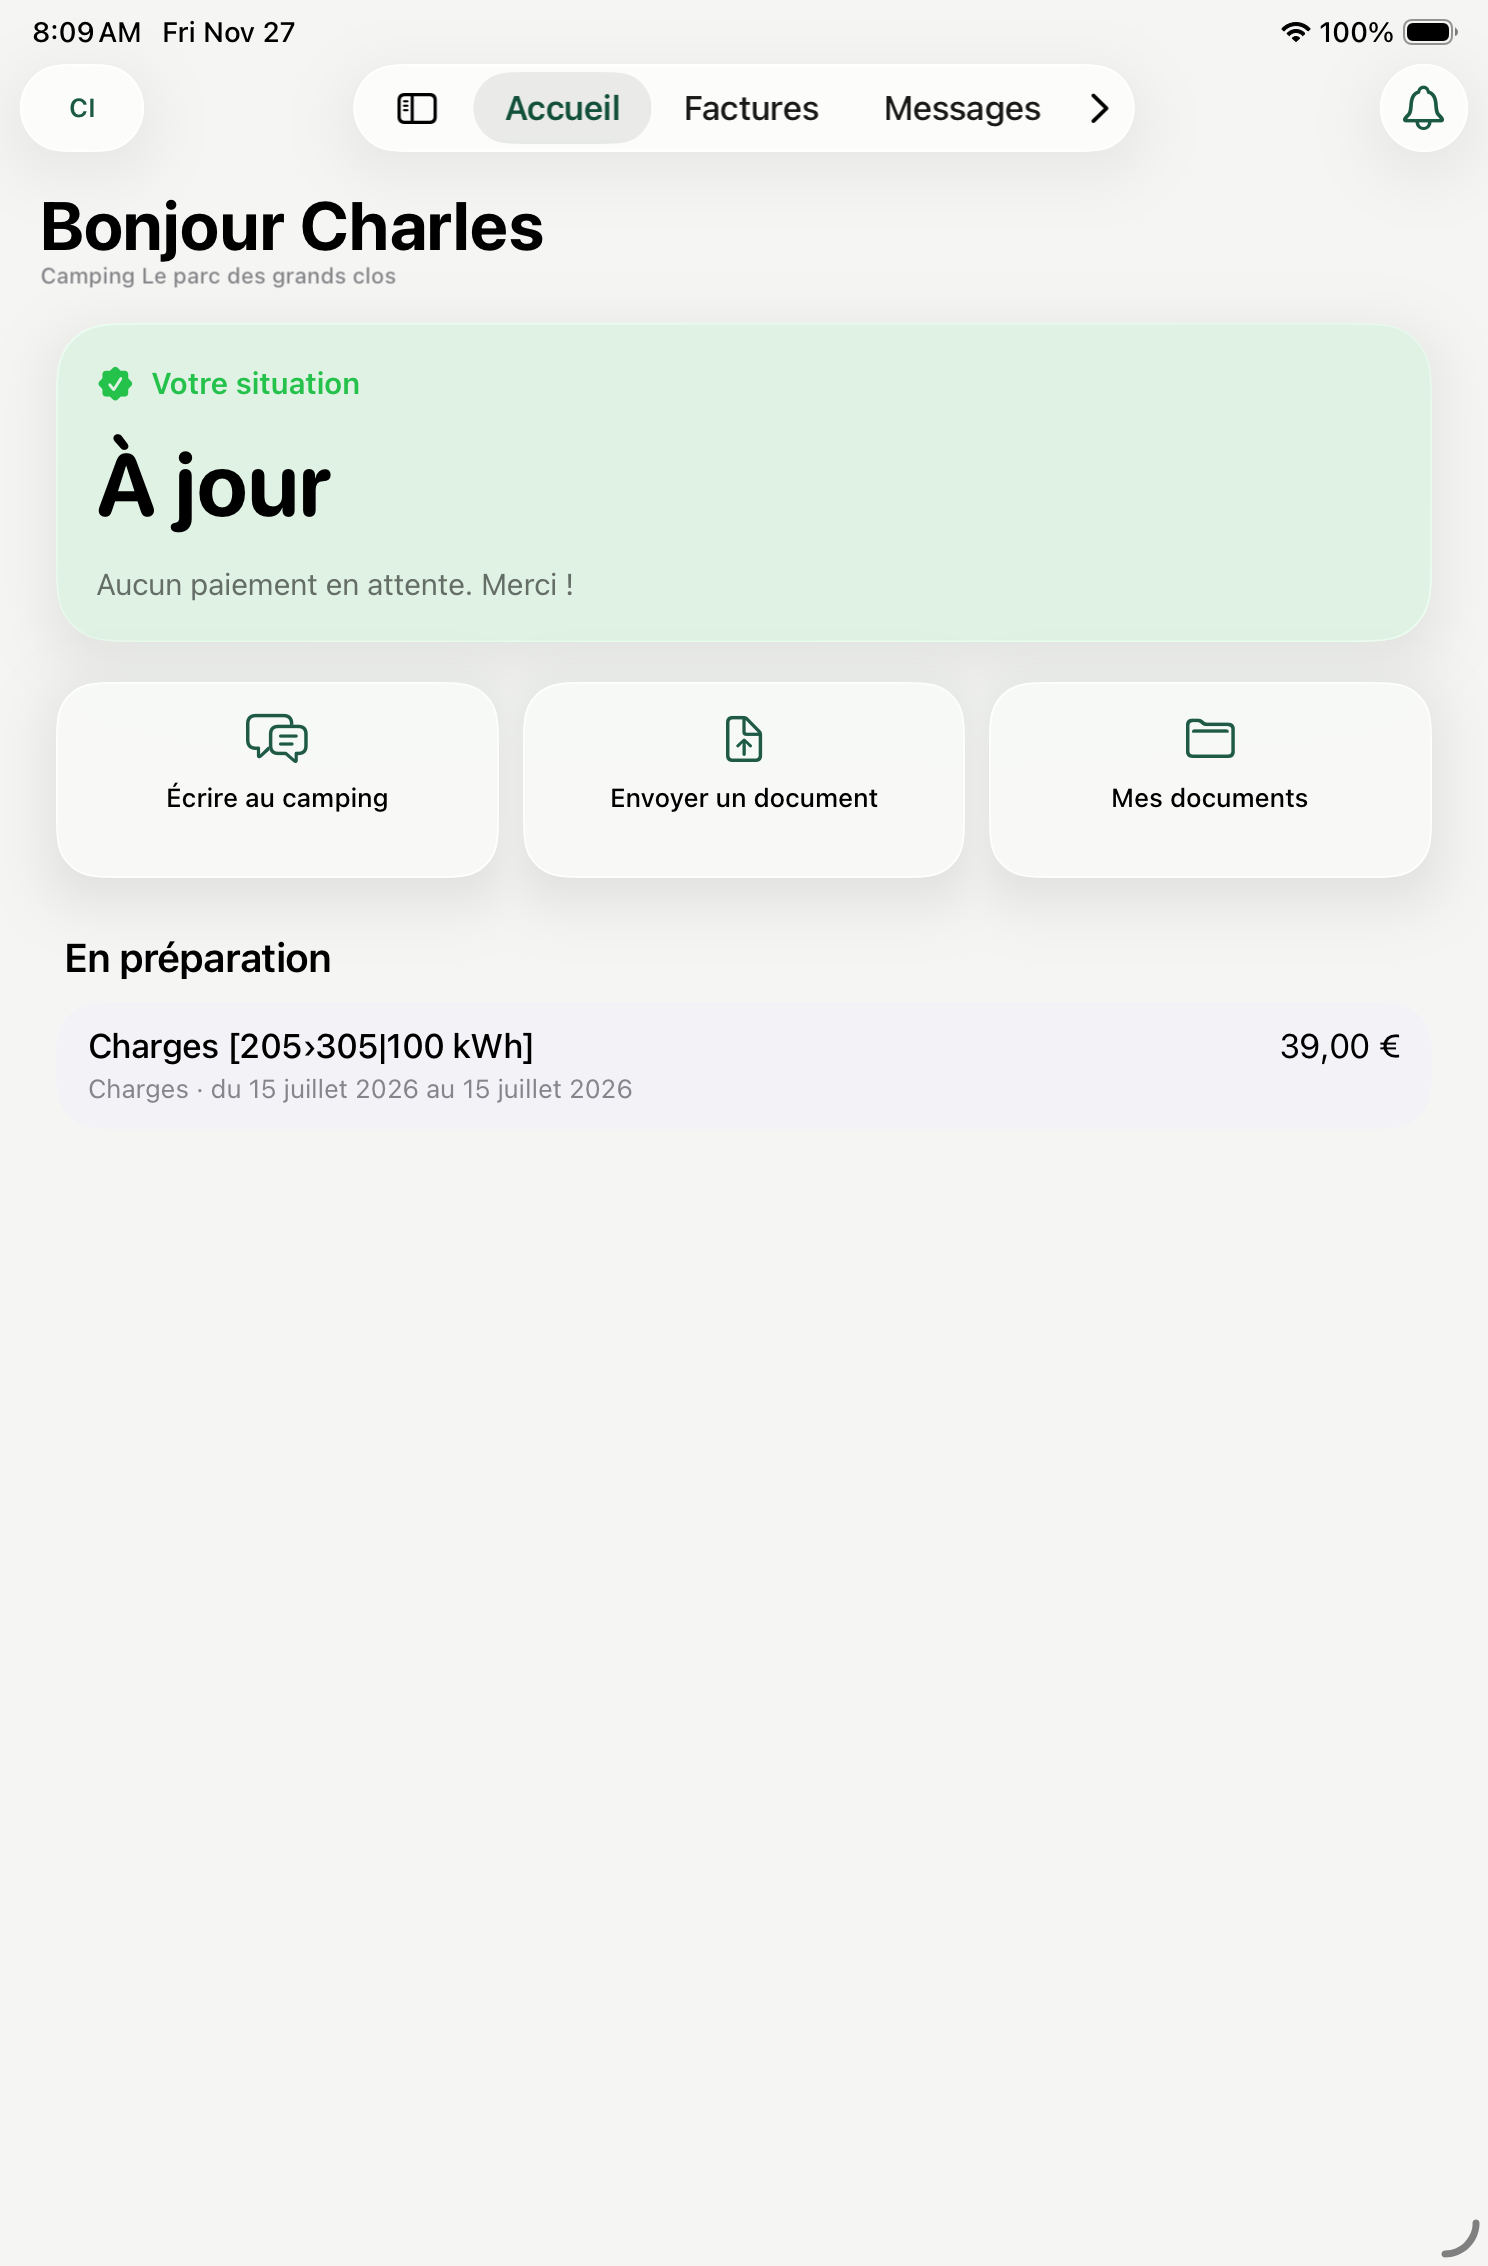 8:09 AM Fri Nov 27
100%
CI
Accueil
Factures
Messages
Bonjour Charles
Camping Le parc des grands clos
Votre situation
À jour
Aucun paiement en attente. Merci !
Écrire au camping
Envoyer un document
Mes documents
En préparation
Charges [205›305|100 kWh]
39,00 €
Charges · du 15 juillet 2026 au 15 juillet 2026